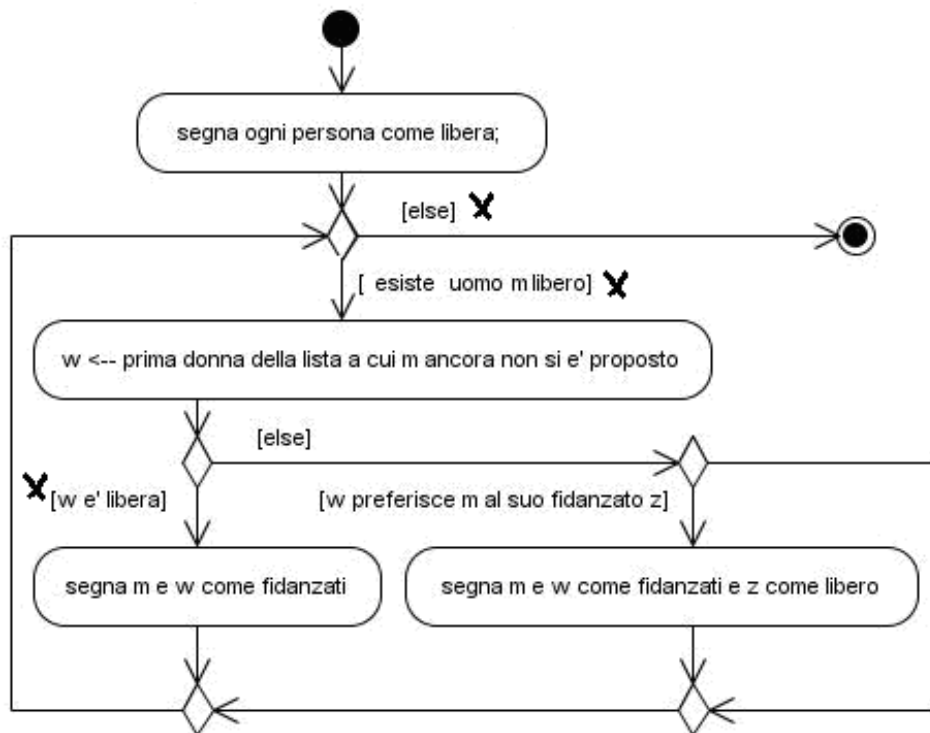 segna ogni persona come libera;
[else]
[ esiste uomo m libero]
w <-- prima donna della lista a cui m ancora non si e' proposto
[else]
[w e' libera]
[w preferisce m al suo fidanzato z]
segna m e w come fidanzati
segna m e w come fidanzati e z come libero